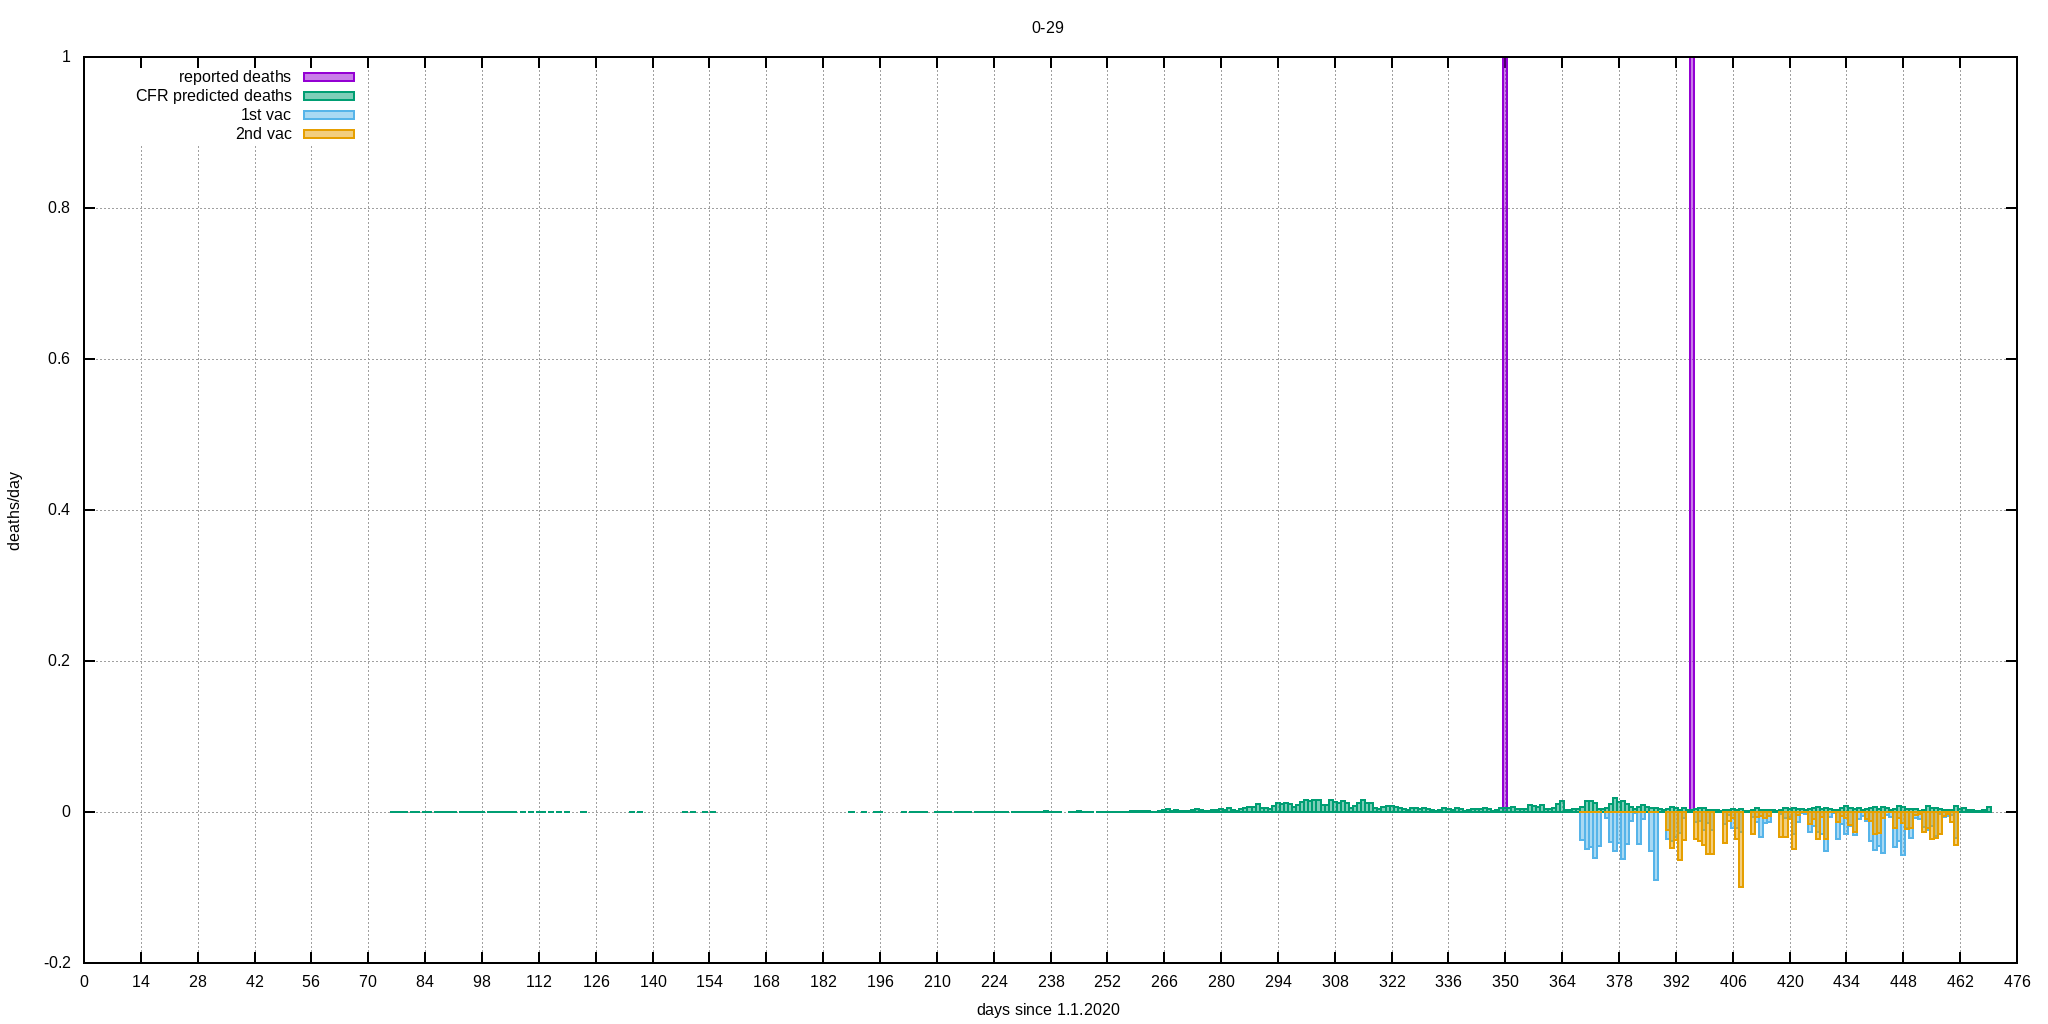 0-29
1
reported deaths
CFR predicted deaths
1st vac
2nd vac
0.8
0.6
0.4
0.2
0
-0.2
deaths/day
0 14 28 42 56 70 84 98 112 126 140 154 168 182 196 210 224 238 252 266 280 294 308 322 336 350 364 378 392 406 420 434 448 462 476
days since 1.1.2020